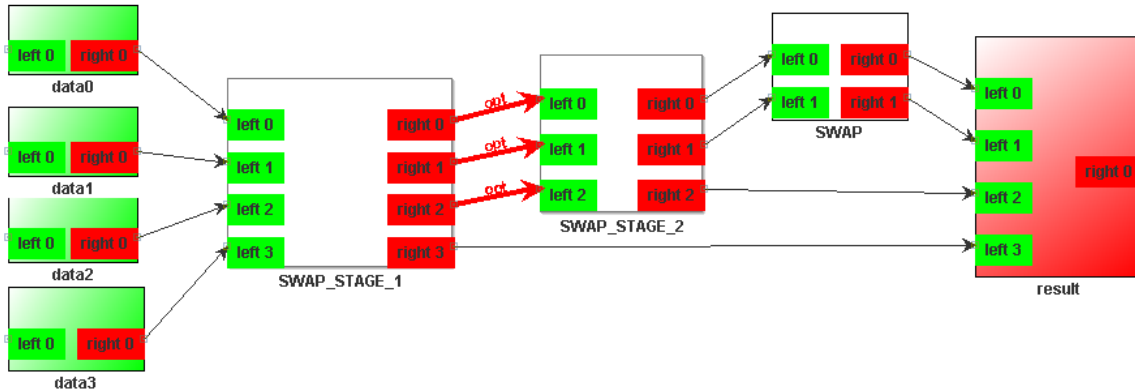 left 0 right 0
data0
left 0 right 0
data1
left 0 right 0
data2
left 0 right 0
data3
left 0 right 0
left 1 right 1
left 2 right 2
left 3 right 3
SWAP_STAGE_1
opt
opt
opt
left 0 right 0
left 1 right 1
left 2 right 2
SWAP_STAGE_2
left 0 right 0
left 1 right 1
SWAP
left 0
left 1
right 0
left 2
left 3
result